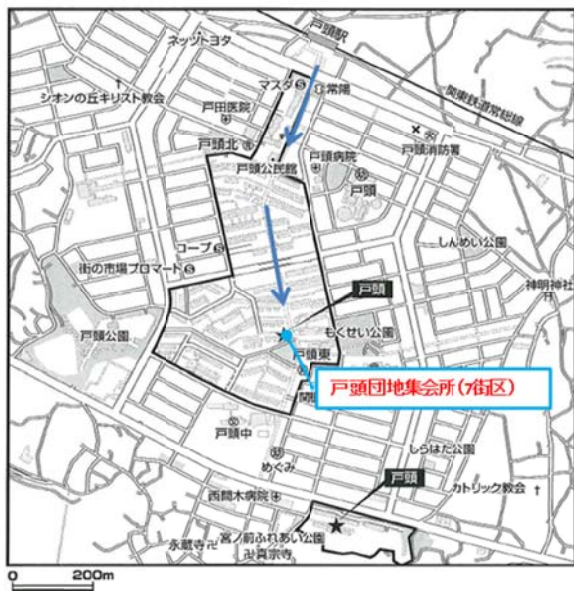 戸頭駅
ネッツトヨタ
関東鉄道常総線
マスダ
常陽
シオンの丘キリスト教会
戸田医院
戸頭消防署
戸頭北
戸頭病院
戸頭公民館
戸頭
しんめい公園
コープ
街の市場プロマート
神明神社
戸頭
戸頭公園
もくせい公園
戸頭東
戸頭団地集会所(7街区)
関
戸頭中
しらはた公園
めぐみ
戸頭
西間木病院
カトリック教会
永蔵寺
宮ノ前ふれあい公園
真宗寺
0 200m